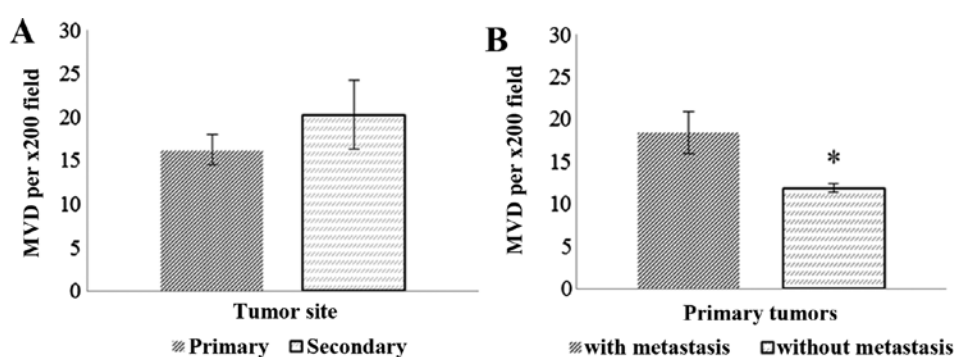 A
MVD per x200 field
30
25
20
15
10
5
0
Tumor site
Primary
Secondary
B
MVD per x200 field
30
25
20
15
10
5
0
*
Primary tumors
with metastasis
without metastasis